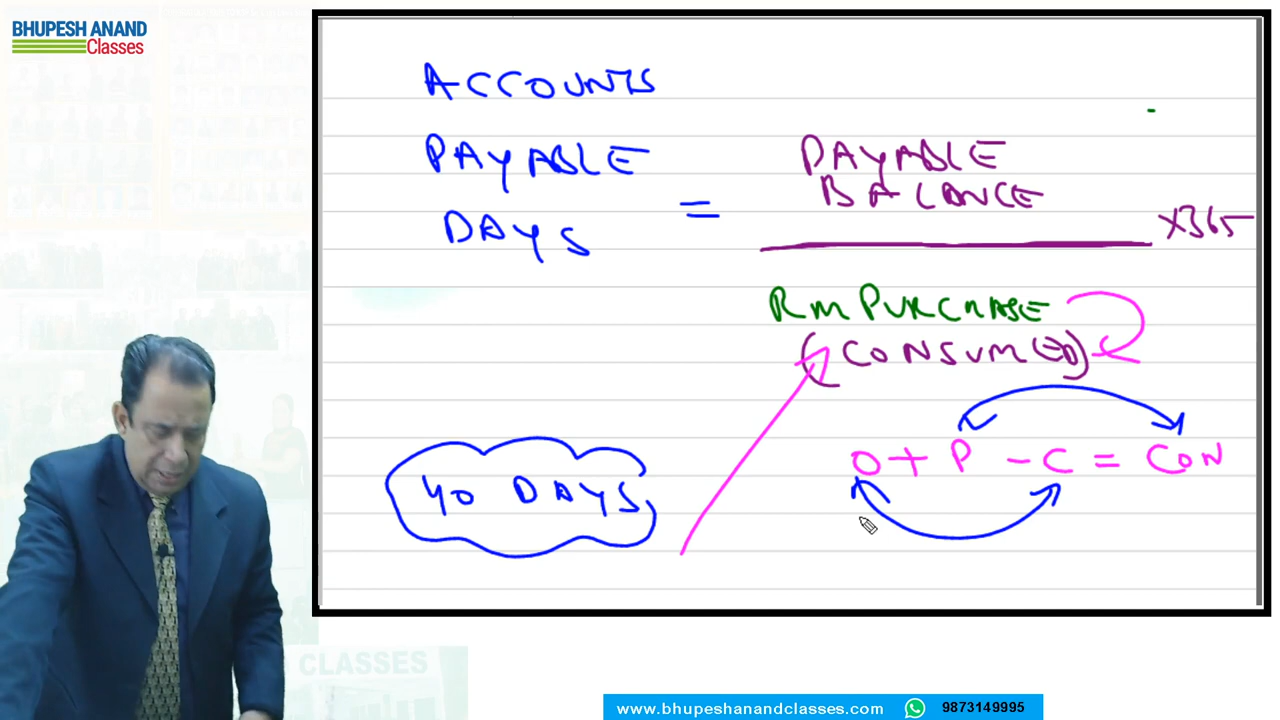 BHUPESH ANAND
Classes
ACCOUNTS
PAYABLE
DAYS
=
PAYABLE
BALANCE
X365
RM PURCHASE
(CONSUMED)
O + P - C = CON
40 DAYS
CLASSES
www.bhupeshanandclasses.com
9873149995